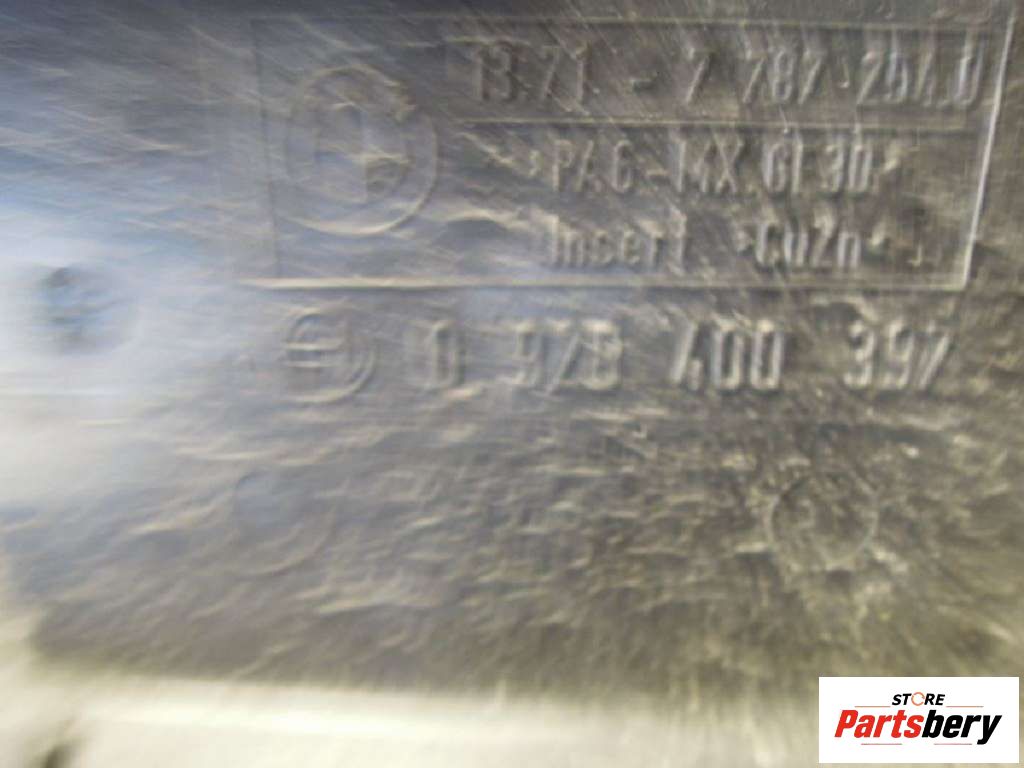 13.71 - 7 787 254.0
>PA6-MX.GF30<
Insert >CuZn<
0 928 400 397
STORE
Partsbery